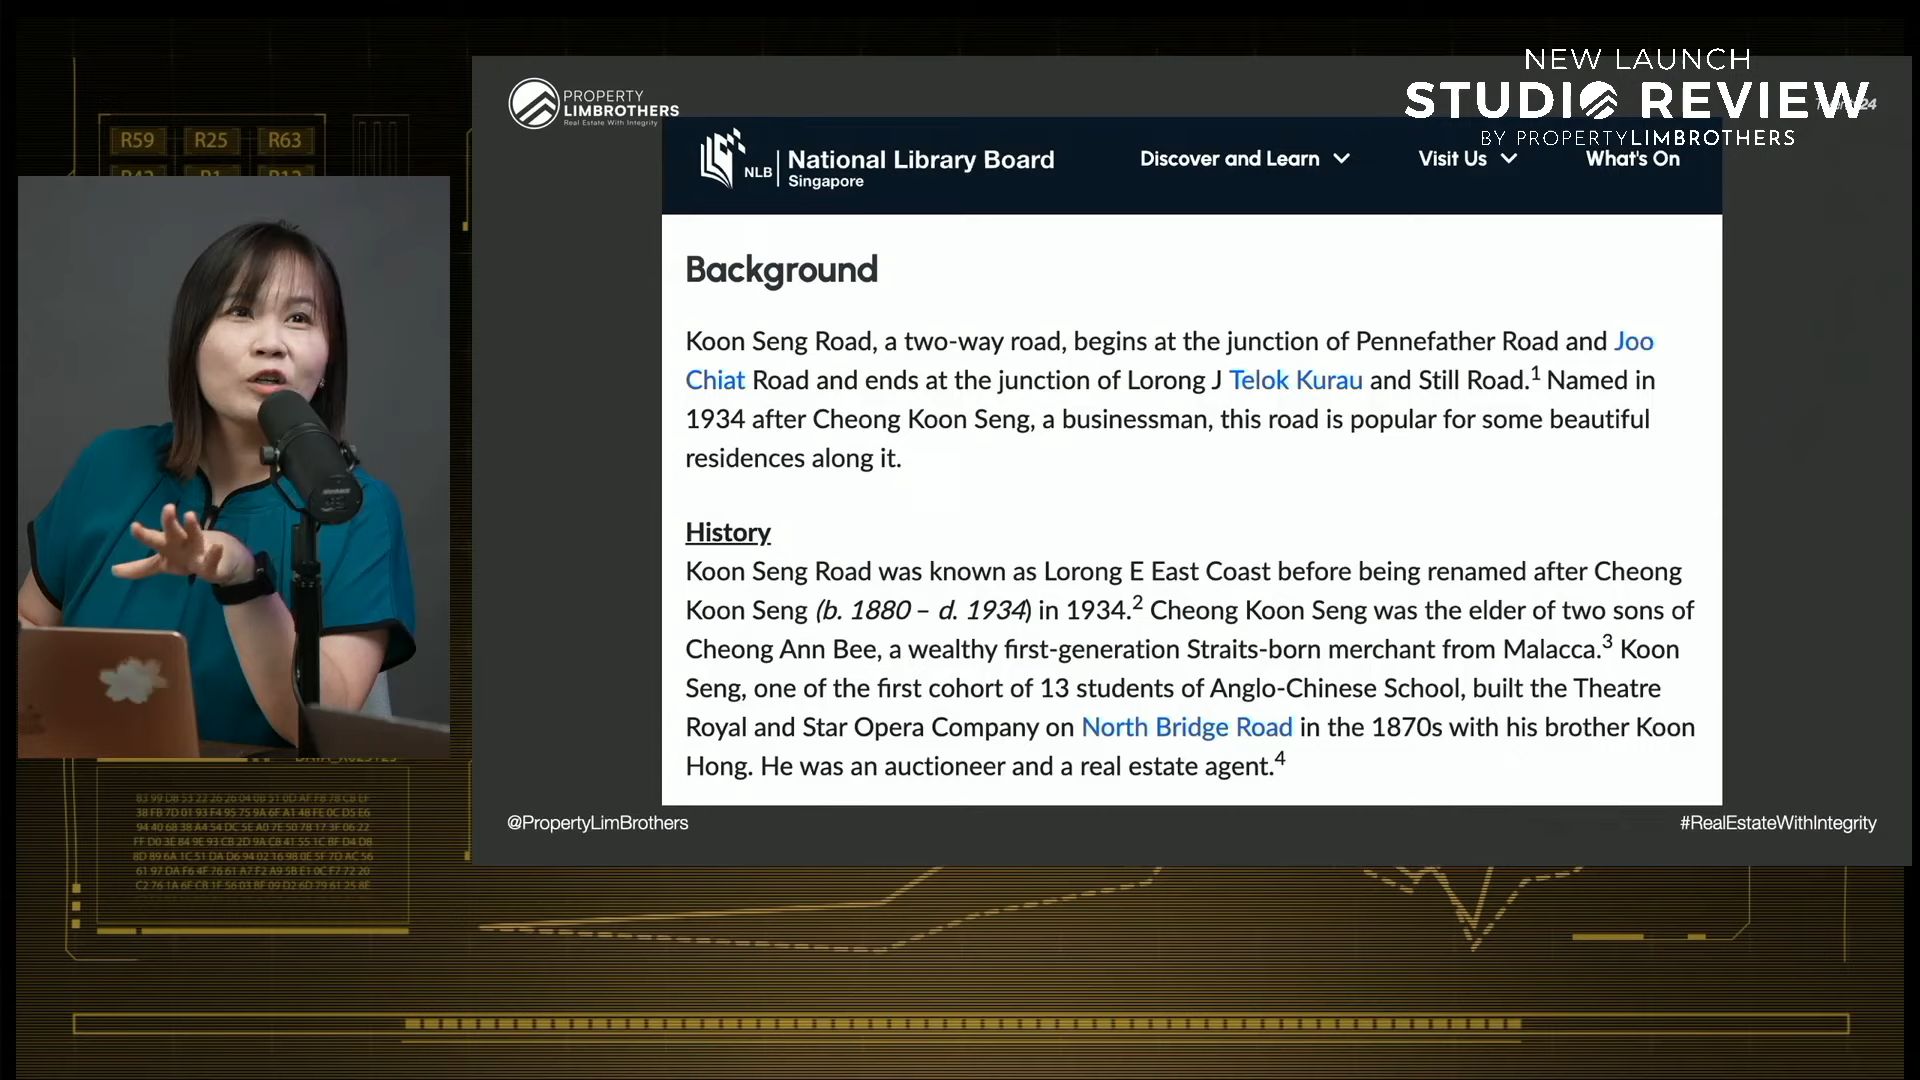 NEW LAUNCH
STUDIO REVIEW
BY PROPERTYLIMBROTHERS
PROPERTY
LIMBROTHERS
Real Estate With Integrity
R59 R25 R63
NLB National Library Board
Singapore
Discover and Learn
Visit Us
What's On
Background
Koon Seng Road, a two-way road, begins at the junction of Pennefather Road and Joo
Chiat Road and ends at the junction of Lorong J Telok Kurau and Still Road.1 Named in
1934 after Cheong Koon Seng, a businessman, this road is popular for some beautiful
residences along it.
History
Koon Seng Road was known as Lorong E East Coast before being renamed after Cheong
Koon Seng (b. 1880 – d. 1934) in 1934.2 Cheong Koon Seng was the elder of two sons of
Cheong Ann Bee, a wealthy first-generation Straits-born merchant from Malacca.3 Koon
Seng, one of the first cohort of 13 students of Anglo-Chinese School, built the Theatre
Royal and Star Opera Company on North Bridge Road in the 1870s with his brother Koon
Hong. He was an auctioneer and a real estate agent.4
@PropertyLimBrothers
#RealEstateWithIntegrity